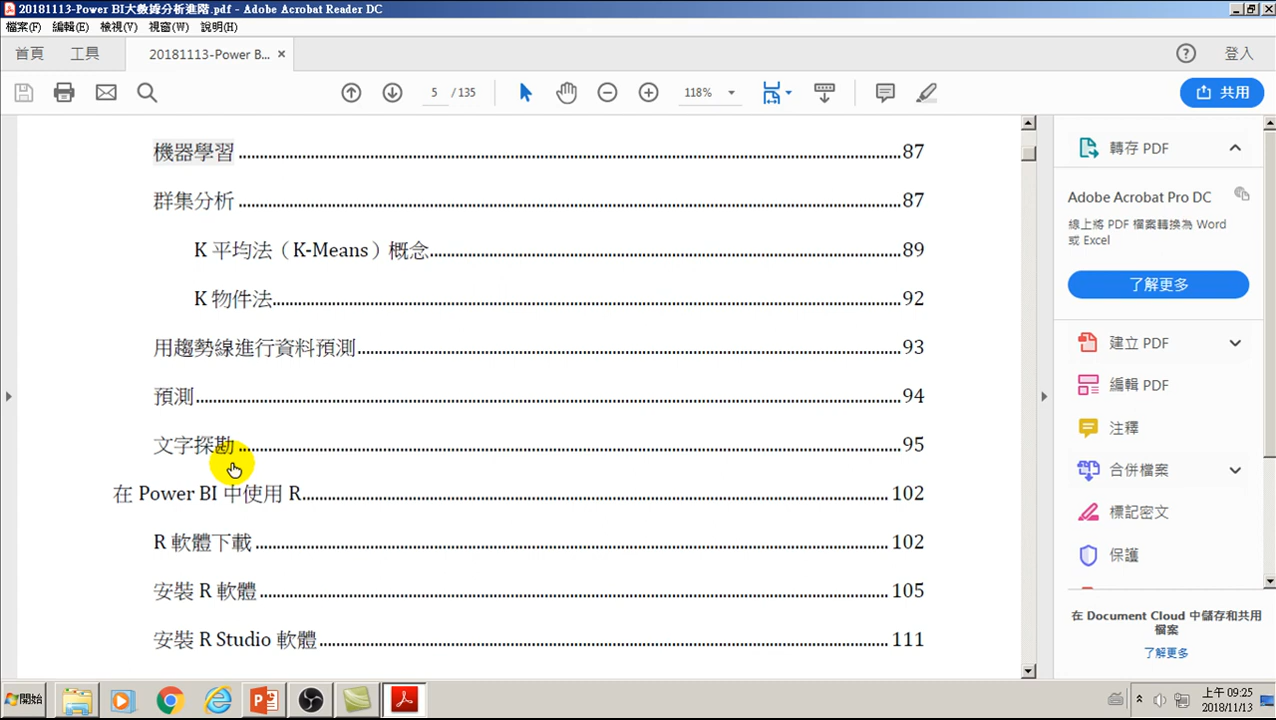 20181113-Power BI大數據分析進階.pdf - Adobe Acrobat Reader DC
檔案(F) 編輯(E) 檢視(V) 視窗(W) 說明(H)
首頁 工具 20181113-Power B... × 登入
5 / 135 118% 共用
機器學習 87
群集分析 87
K 平均法（K-Means）概念 89
K 物件法 92
用趨勢線進行資料預測 93
預測 94
文字探勘 95
在 Power BI 中使用 R 102
R 軟體下載 102
安裝 R 軟體 105
安裝 R Studio 軟體 111
轉存 PDF
Adobe Acrobat Pro DC
線上將 PDF 檔案轉換為 Word
或 Excel
了解更多
建立 PDF
編輯 PDF
注釋
合併檔案
標記密文
保護
在 Document Cloud 中儲存和共用
檔案
了解更多
開始
上午 09:25
2018/11/13